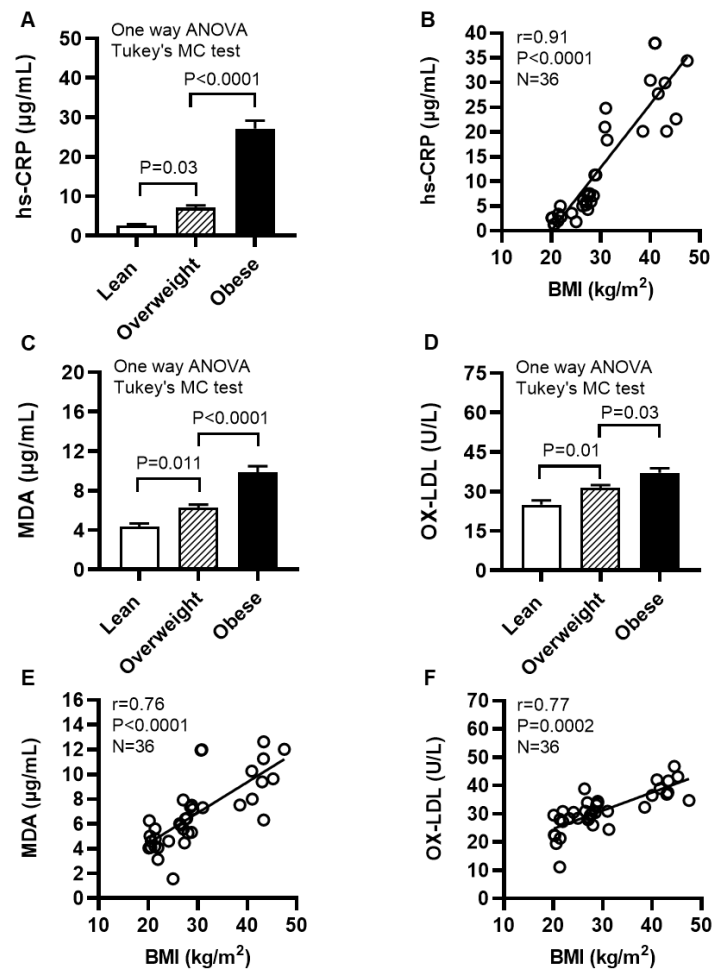 A
One way ANOVA
Tukey's MC test
P<0.0001
P=0.03
hs-CRP (µg/mL)
50
40
30
20
10
0
Lean
Overweight
Obese
B
r=0.91
P<0.0001
N=36
hs-CRP (µg/mL)
40
35
30
25
20
15
10
5
0
10 20 30 40 50
BMI (kg/m²)
C
One way ANOVA
Tukey's MC test
P<0.0001
P=0.011
MDA (µg/mL)
20
16
12
8
4
0
Lean
Overweight
Obese
D
One way ANOVA
Tukey's MC test
P=0.03
P=0.01
OX-LDL (U/L)
75
60
45
30
15
0
Lean
Overweight
Obese
E
r=0.76
P<0.0001
N=36
MDA (µg/mL)
16
14
12
10
8
6
4
2
0
10 20 30 40 50
BMI (kg/m²)
F
r=0.77
P=0.0002
N=36
OX-LDL (U/L)
70
60
50
40
30
20
10
0
10 20 30 40 50
BMI (kg/m²)